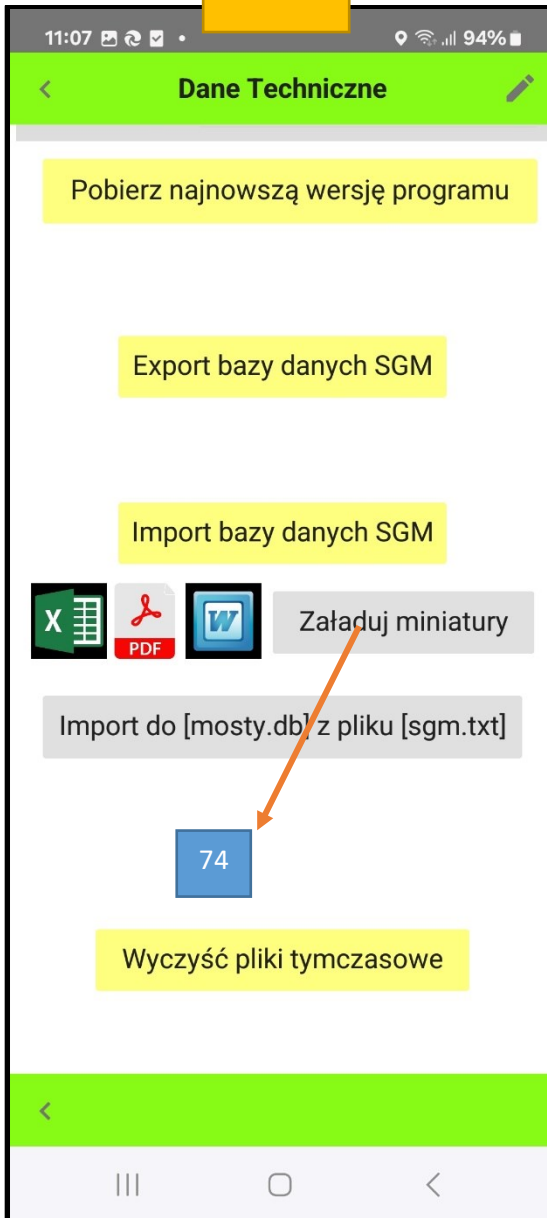 11:07 94%
Dane Techniczne
Pobierz najnowszą wersję programu
Export bazy danych SGM
Import bazy danych SGM
X PDF W Załaduj miniatury
Import do [mosty.db] z pliku [sgm.txt]
74
Wyczyść pliki tymczasowe